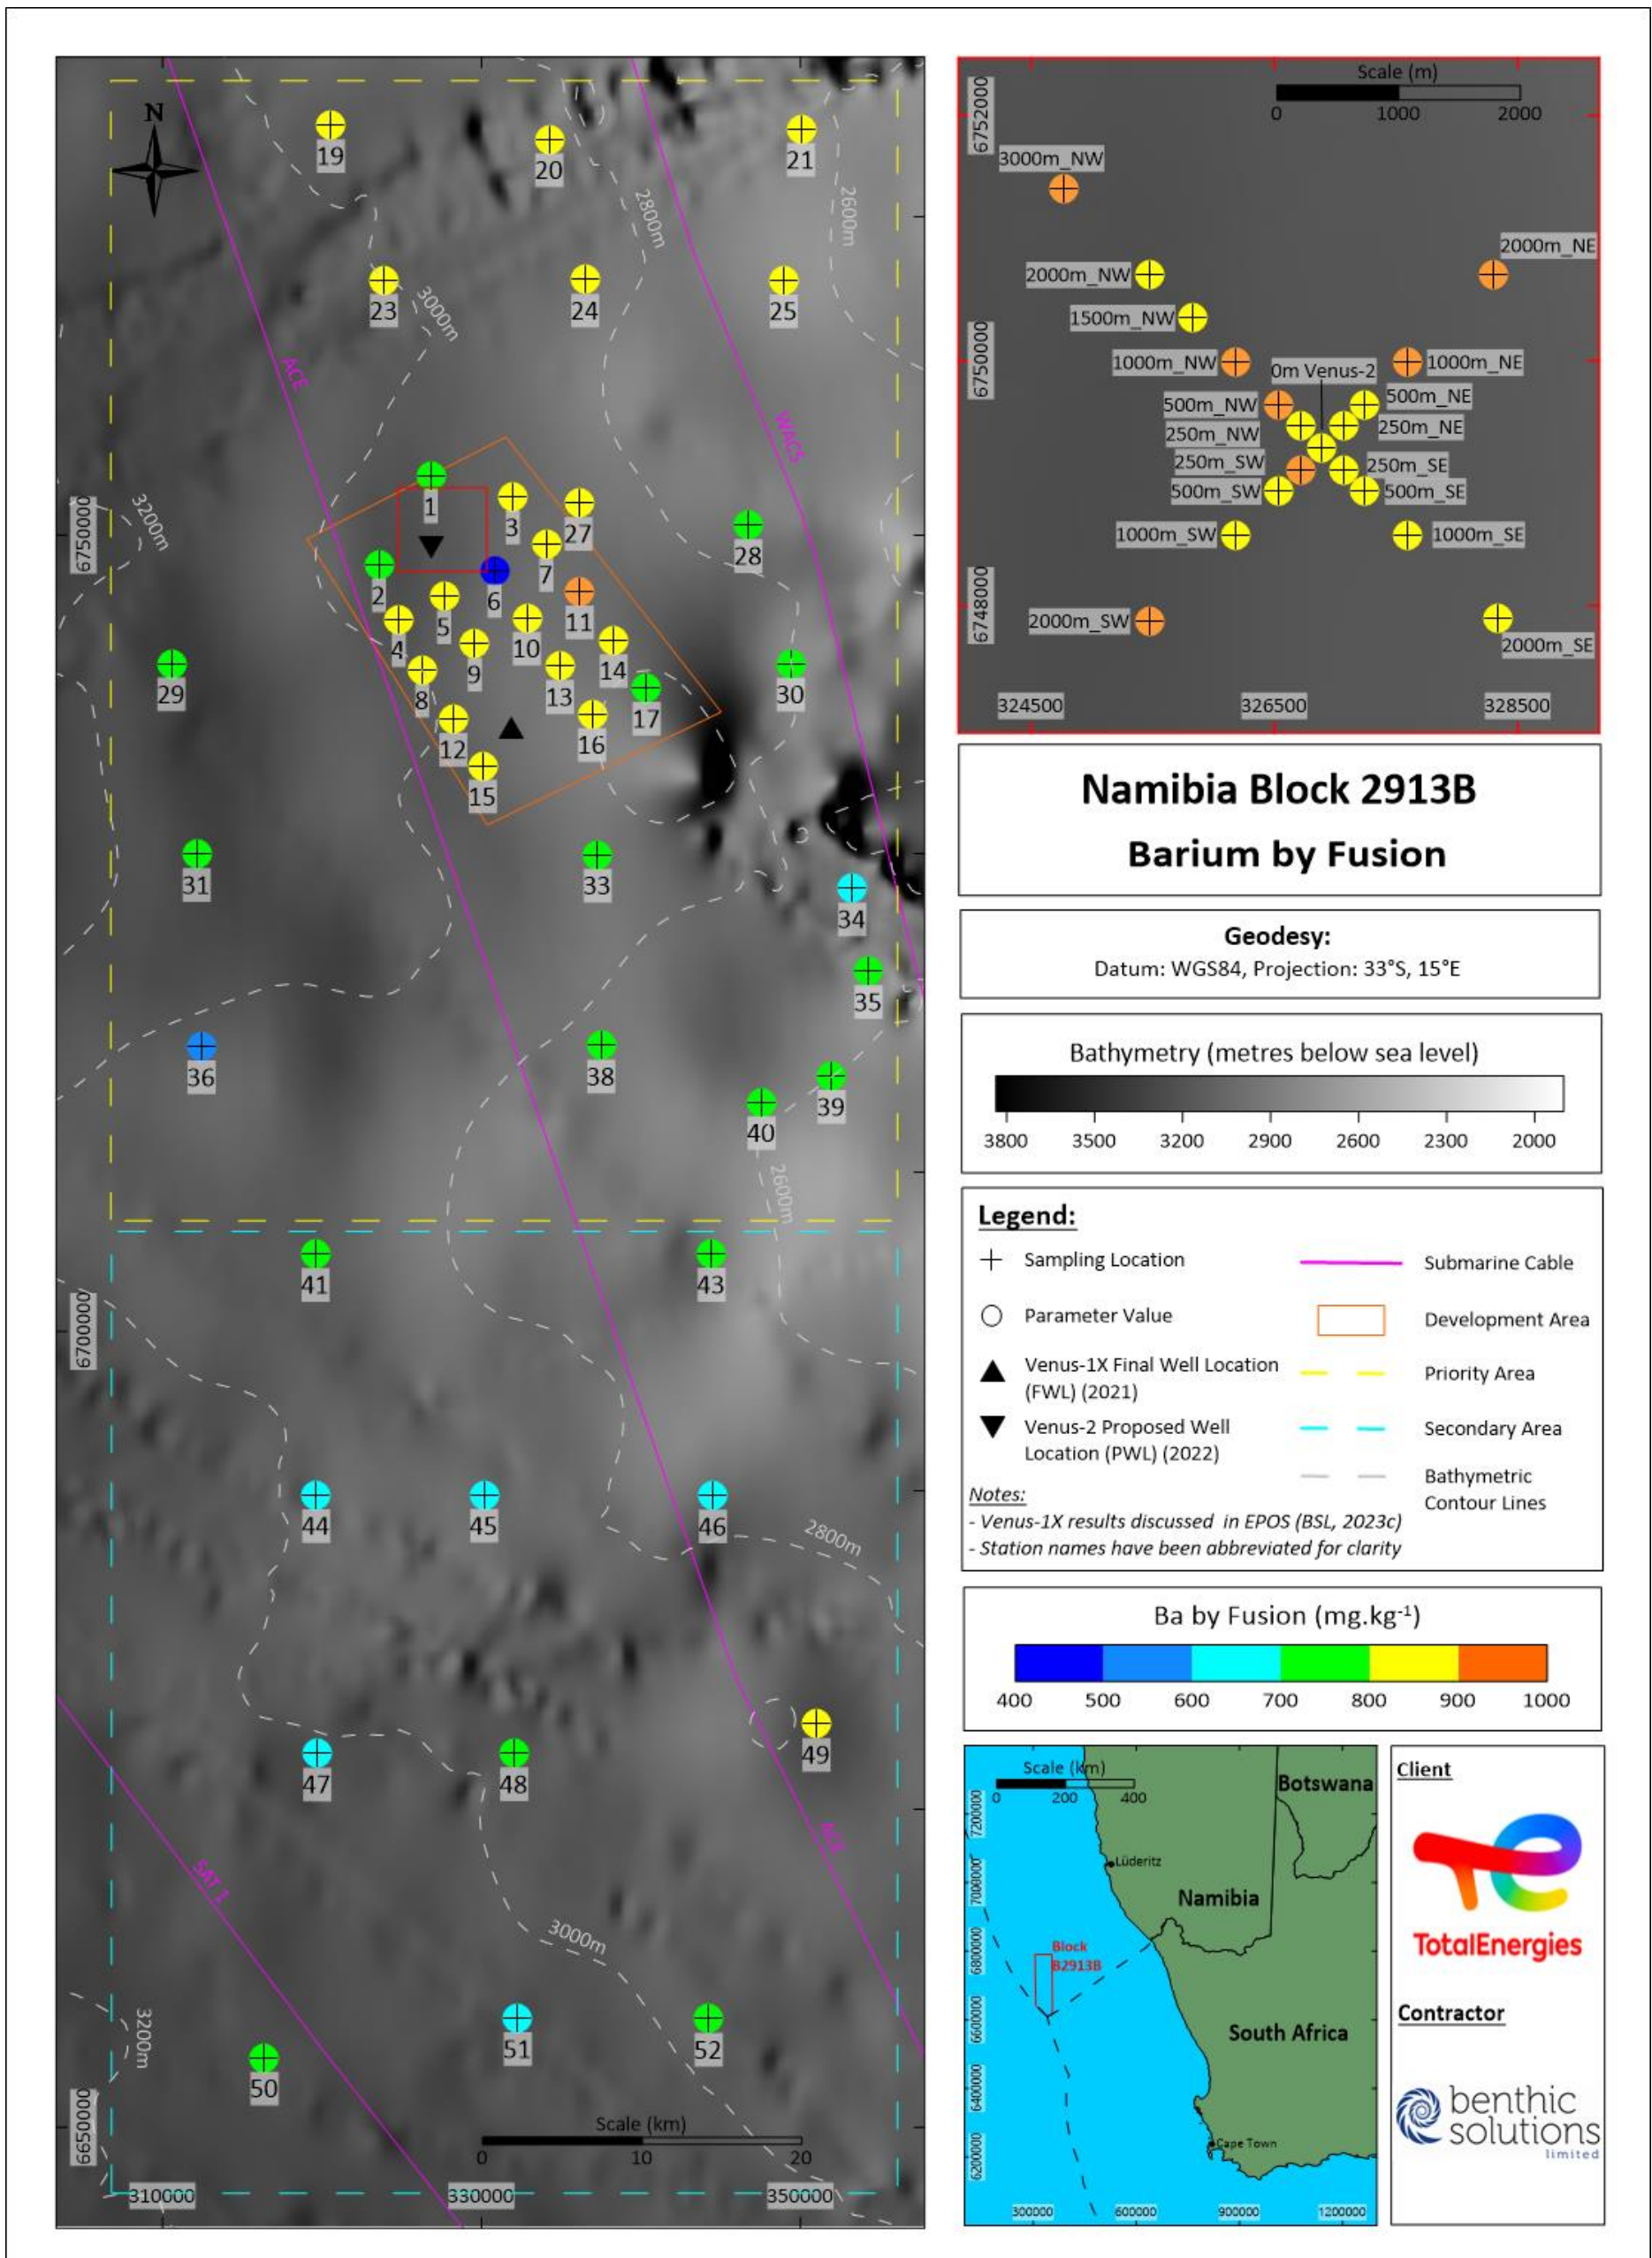 N
19
20
21
2800m
2600m
23
24
25
3000m
ACE
WACS
1
3
27
28
3200m
6750000
2
6
7
5
11
4
10
9
14
29
30
8
13
17
12
16
15
31
33
34
35
36
38
39
40
2600m
41
43
6700000
44
45
46
2800m
49
47
48
ACE
SAT 1
3000m
3200m
51
52
50
6650000
Scale (km)
0 10 20
310000 330000 350000
Scale (m)
0 1000 2000
6752000
3000m_NW
2000m_NE
2000m_NW
1500m_NW
6750000
1000m_NW
1000m_NE
0m Venus-2
500m_NW
500m_NE
250m_NW
250m_NE
250m_SW
250m_SE
500m_SW
500m_SE
1000m_SW
1000m_SE
6748000
2000m_SW
2000m_SE
324500 326500 328500
Namibia Block 2913B
Barium by Fusion
Geodesy:
Datum: WGS84, Projection: 33°S, 15°E
Bathymetry (metres below sea level)
3800 3500 3200 2900 2600 2300 2000
Legend:
Sampling Location
Submarine Cable
Parameter Value
Development Area
Venus-1X Final Well Location
(FWL) (2021)
Priority Area
Venus-2 Proposed Well
Location (PWL) (2022)
Secondary Area
Bathymetric
Contour Lines
Notes:
- Venus-1X results discussed in EPOS (BSL, 2023c)
- Station names have been abbreviated for clarity
Ba by Fusion (mg.kg⁻¹)
400 500 600 700 800 900 1000
Scale (km)
0 200 400
Botswana
7200000
Lüderitz
7000000
Namibia
6800000
Block
B2913B
6600000
South Africa
6400000
6200000
Cape Town
300000 600000 900000 1200000
Client
TotalEnergies
Contractor
benthic
solutions
limited